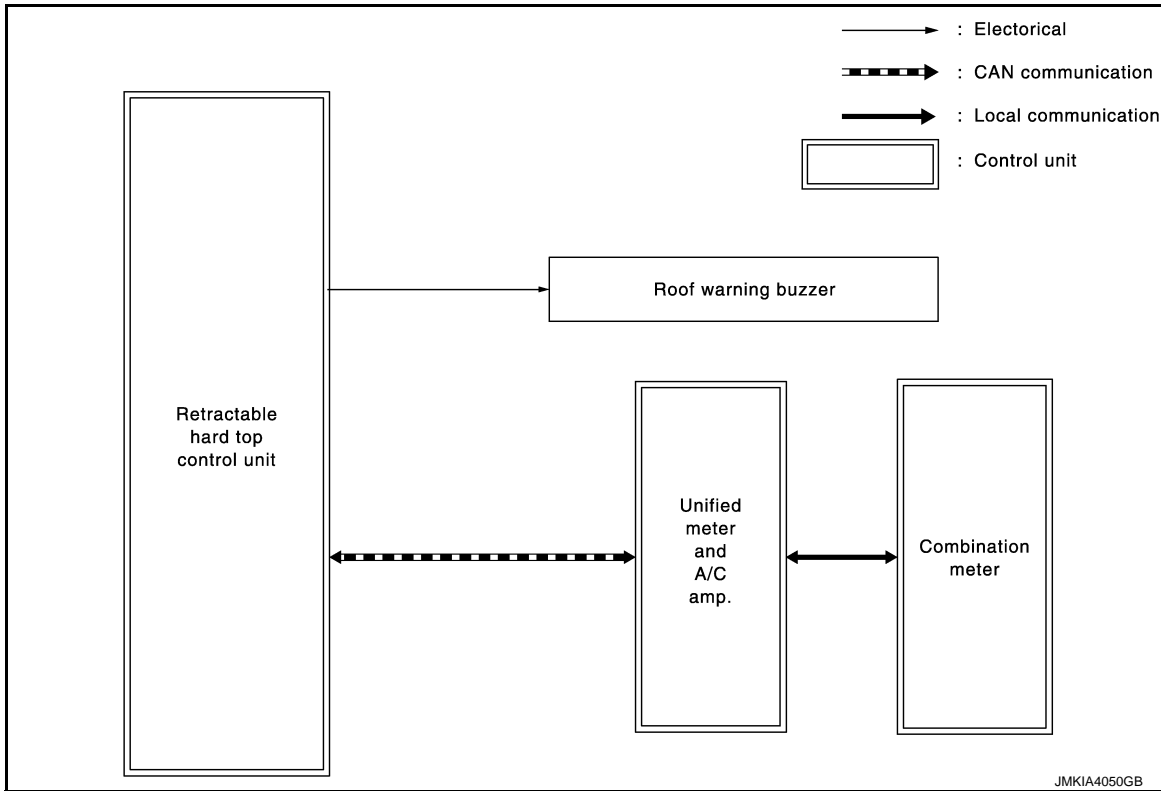 : Electorical
: CAN communication
: Local communication
: Control unit
Roof warning buzzer
Retractable
hard top
control unit
Unified
meter
and
A/C
amp.
Combination
meter
JMKIA4050GB